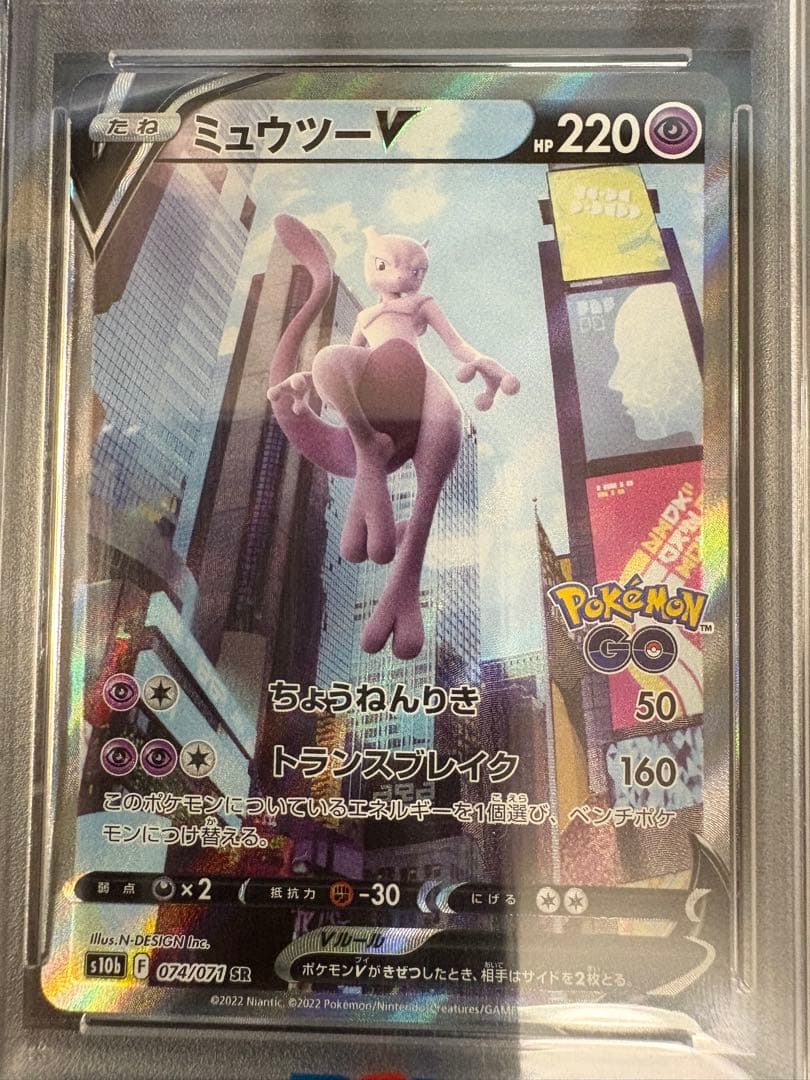 たね ミュウツーV HP 220
Pokémon
GO
TM
ちょうねんりき 50
トランスブレイク 160
このポケモンについているエネルギーを1個選び、ベンチポケ
モンにつけ替える。
弱点 ×2 抵抗力 -30 にげる
Illus.N-DESIGN Inc.
Vルール
s10b F 074/071 SR
ポケモンVがきぜつしたとき、相手はサイドを2枚とる。
©2022 Niantic, ©2022 Pokémon/Nintendo/Creatures/GAME